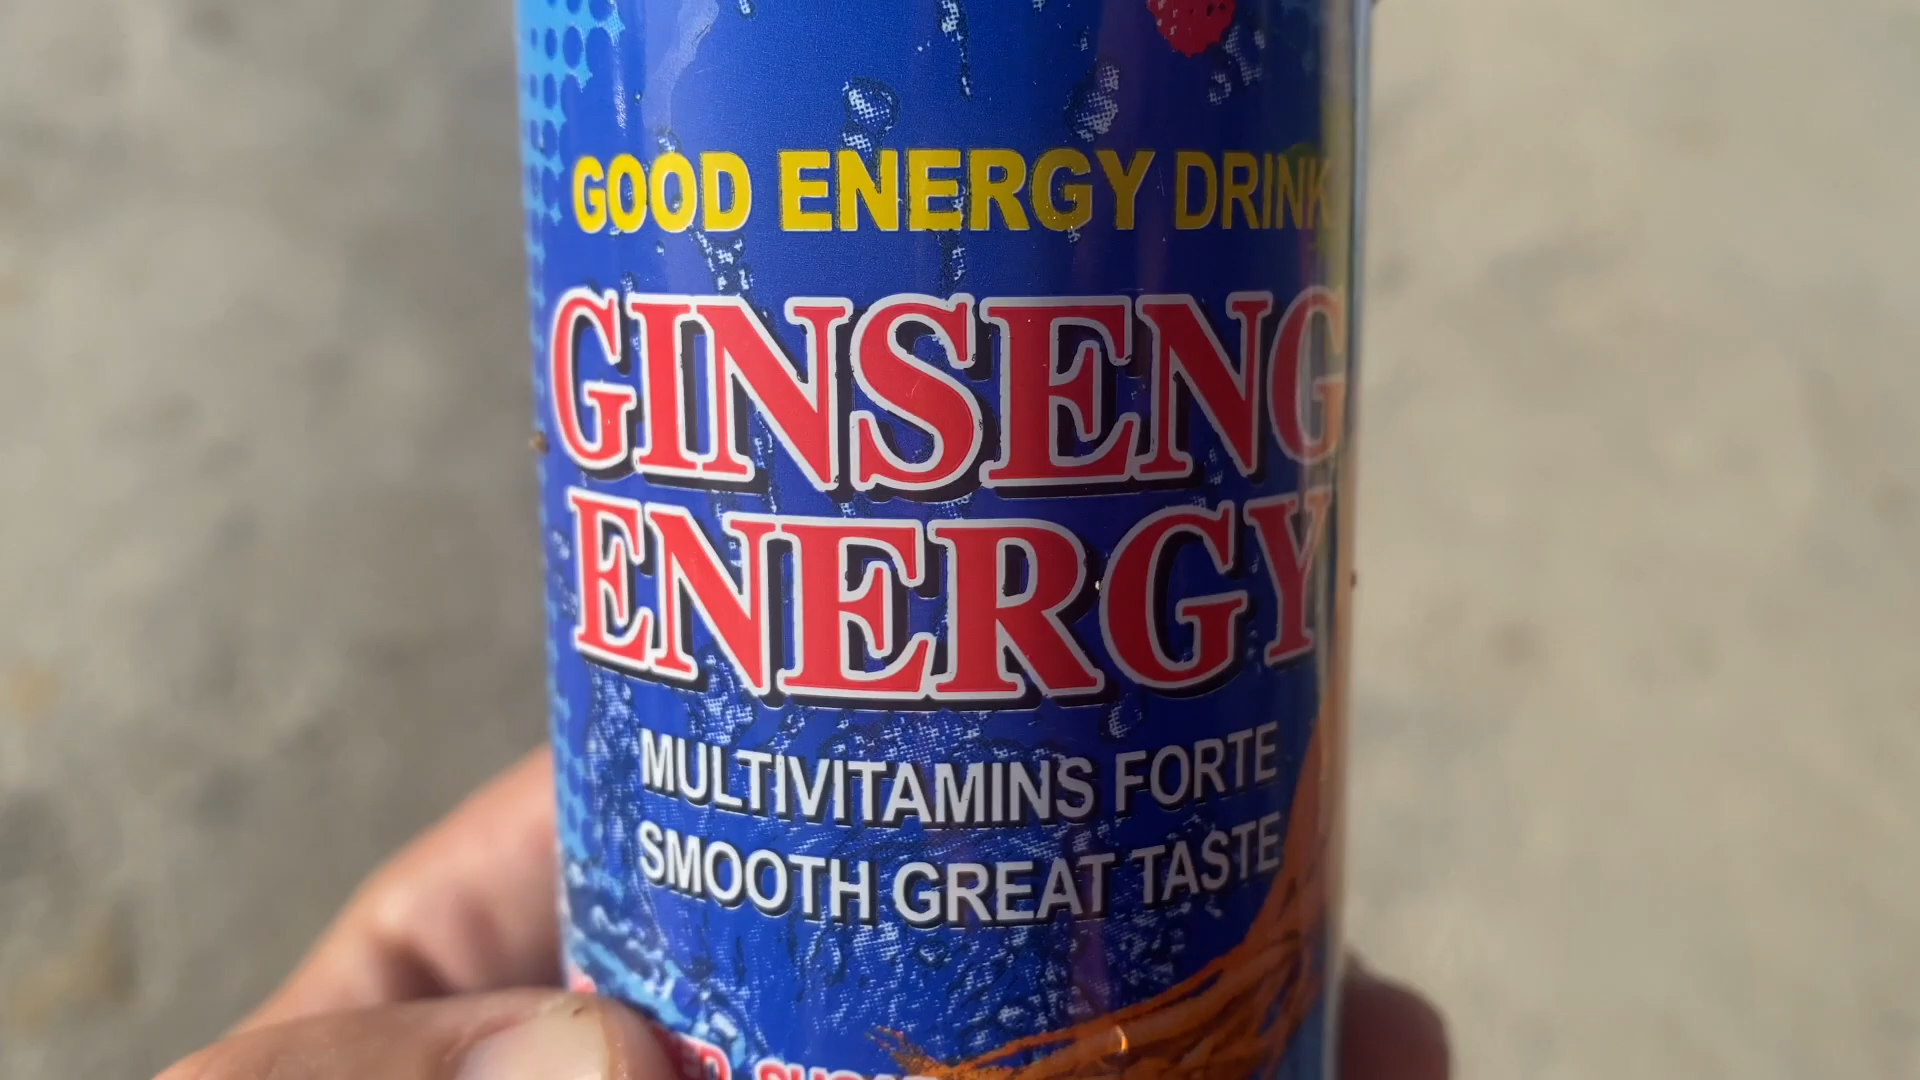 GOOD ENERGY DRINK
GINSENG
ENERGY
MULTIVITAMINS FORTE
SMOOTH GREAT TASTE